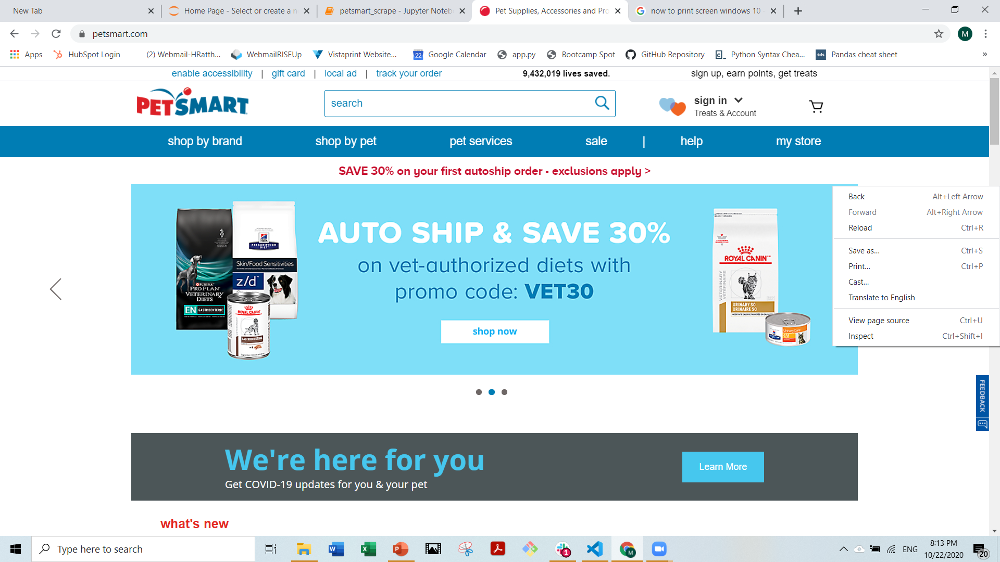 New Tab
Home Page - Select or create a n
petsmart_scrape - Jupyter Noteb
Pet Supplies, Accessories and Pro
now to print screen windows 10 -
petsmart.com
M
Apps
HubSpot Login
(2) Webmail-HRatth...
WebmailRISEUp
Vistaprint Website...
22
Google Calendar
app.py
Bootcamp Spot
GitHub Repository
Python Syntax Chea...
tds
Pandas cheat sheet
»
enable accessibility | gift card | local ad | track your order
9,432,019 lives saved.
sign up, earn points, get treats
PETSMART
search
sign in
Treats & Account
shop by brand
shop by pet
pet services
sale
|
help
my store
SAVE 30% on your first autoship order - exclusions apply >
AUTO SHIP & SAVE 30%
on vet-authorized diets with
promo code: VET30
shop now
Hill's
PRESCRIPTION DIET
Skin/Food Sensitivities
z/d
PURINA
PRO PLAN
VETERINARY
DIETS
EN GASTROENTERIC
ROYAL CANIN
GASTROINTESTINAL
ROYAL CANIN
VETERINARY
VETERINAIRE
URINARY SO
URINAIRE SO
Urinary Care
c/d
Back Alt+Left Arrow
Forward Alt+Right Arrow
Reload Ctrl+R
Save as... Ctrl+S
Print... Ctrl+P
Cast...
Translate to English
View page source Ctrl+U
Inspect Ctrl+Shift+I
FEEDBACK
We're here for you
Get COVID-19 updates for you & your pet
Learn More
what's new
Type here to search
1
M
ENG
8:13 PM
10/22/2020
20